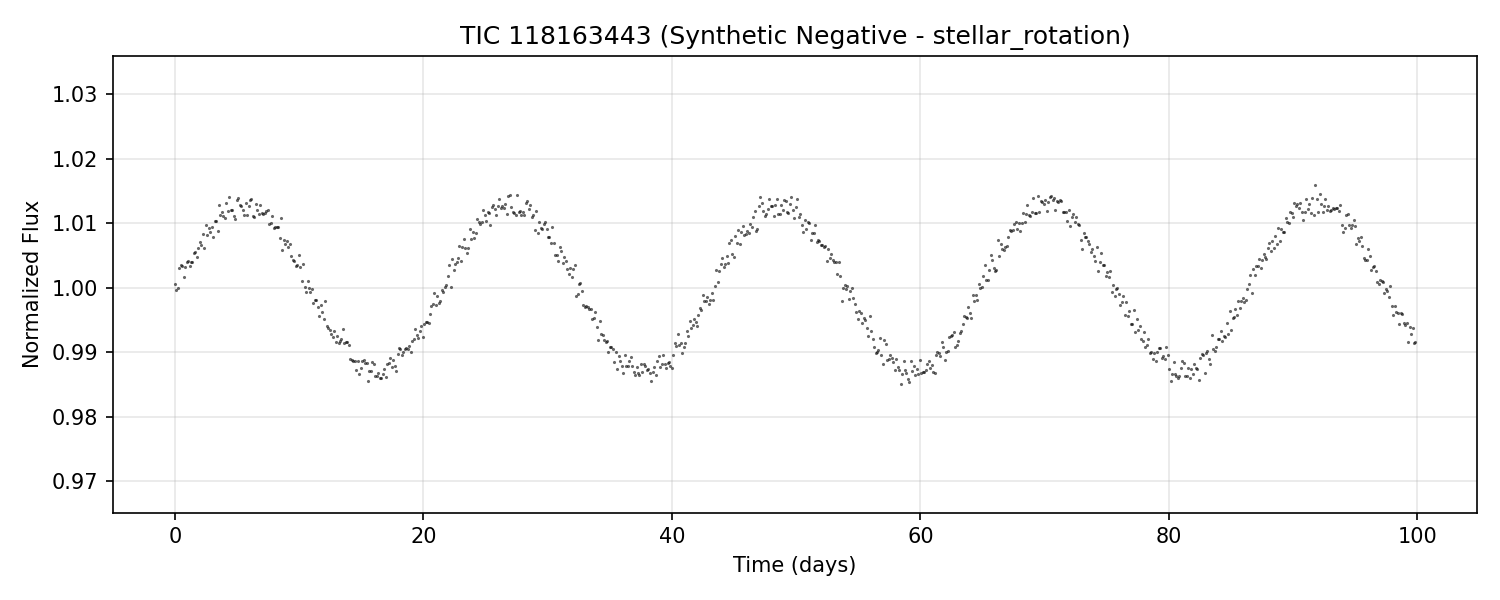 TIC 118163443 (Synthetic Negative - stellar_rotation)
1.03
1.02
1.01
1.00
0.99
0.98
0.97
Normalized Flux
0 20 40 60 80 100
Time (days)